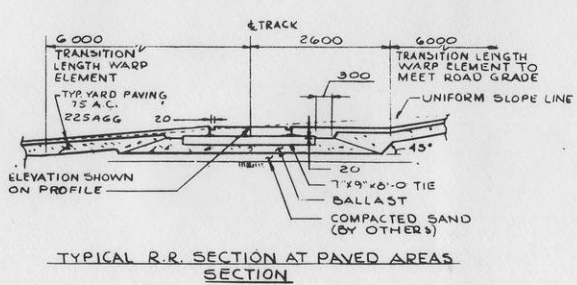 ℄ TRACK
6000
2600
6000
TRANSITION
LENGTH WARP
ELEMENT
TRANSITION LENGTH
WARP ELEMENT TO
MEET ROAD GRADE
300
TYP. YARD PAVING
75 A.C.
225 AGG
20
UNIFORM SLOPE LINE
45°
20
ELEVATION SHOWN
ON PROFILE
7"x9"x8'-0 TIE
BALLAST
COMPACTED SAND
(BY OTHERS)
TYPICAL R.R. SECTION AT PAVED AREAS
SECTION